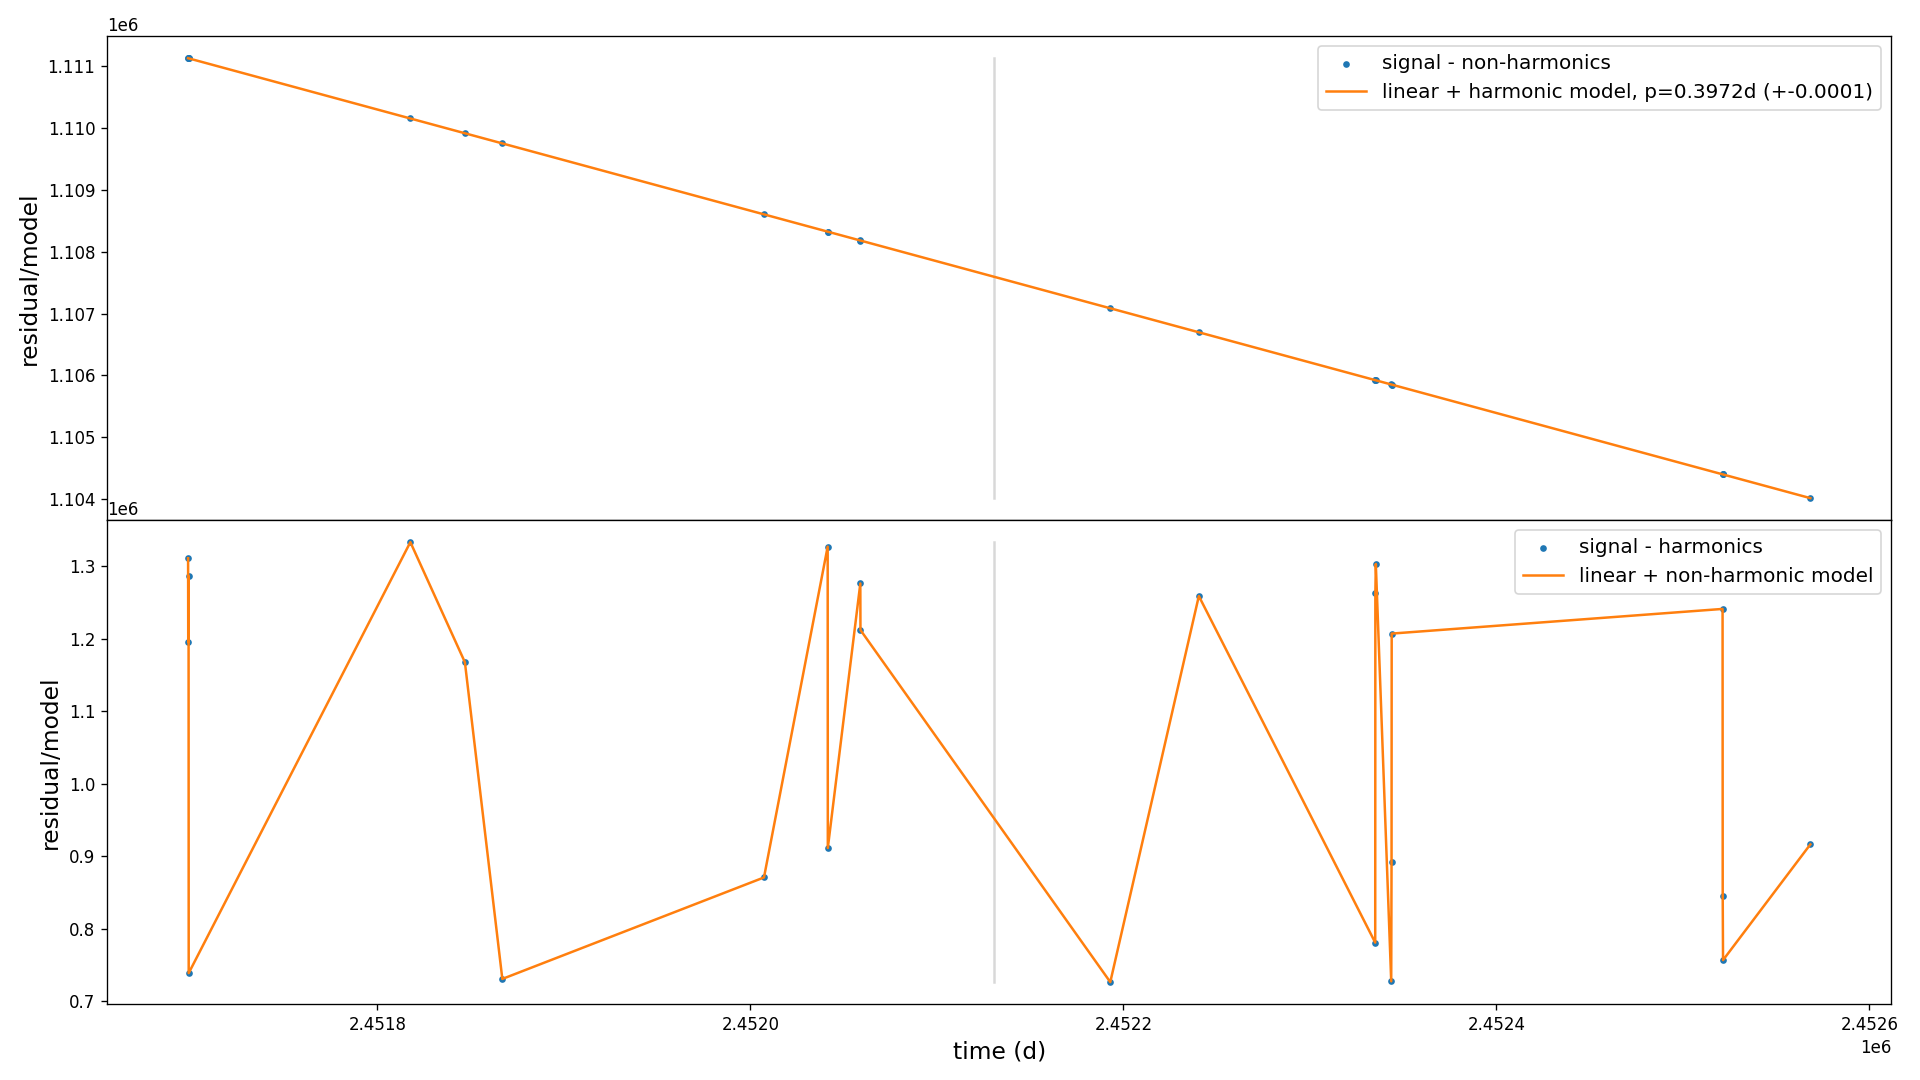 1e6
1.111
1.110
1.109
1.108
1.107
1.106
1.105
1.104
residual/model
signal - non-harmonics
linear + harmonic model, p=0.3972d (+-0.0001)
1e6
1.3
1.2
1.1
1.0
0.9
0.8
0.7
residual/model
signal - harmonics
linear + non-harmonic model
2.4518
2.4520
2.4522
2.4524
2.4526
1e6
time (d)